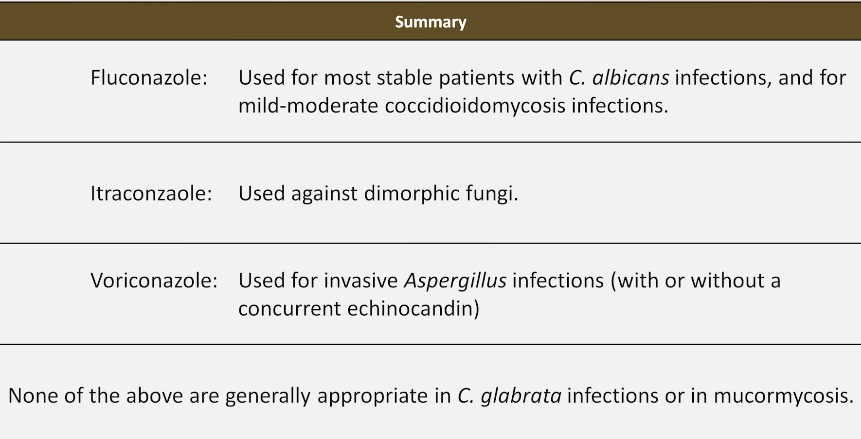 Summary
Fluconazole: Used for most stable patients with C. albicans infections, and for
mild-moderate coccidioidomycosis infections.
Itraconzaole: Used against dimorphic fungi.
Voriconazole: Used for invasive Aspergillus infections (with or without a
concurrent echinocandin)
None of the above are generally appropriate in C. glabrata infections or in mucormycosis.